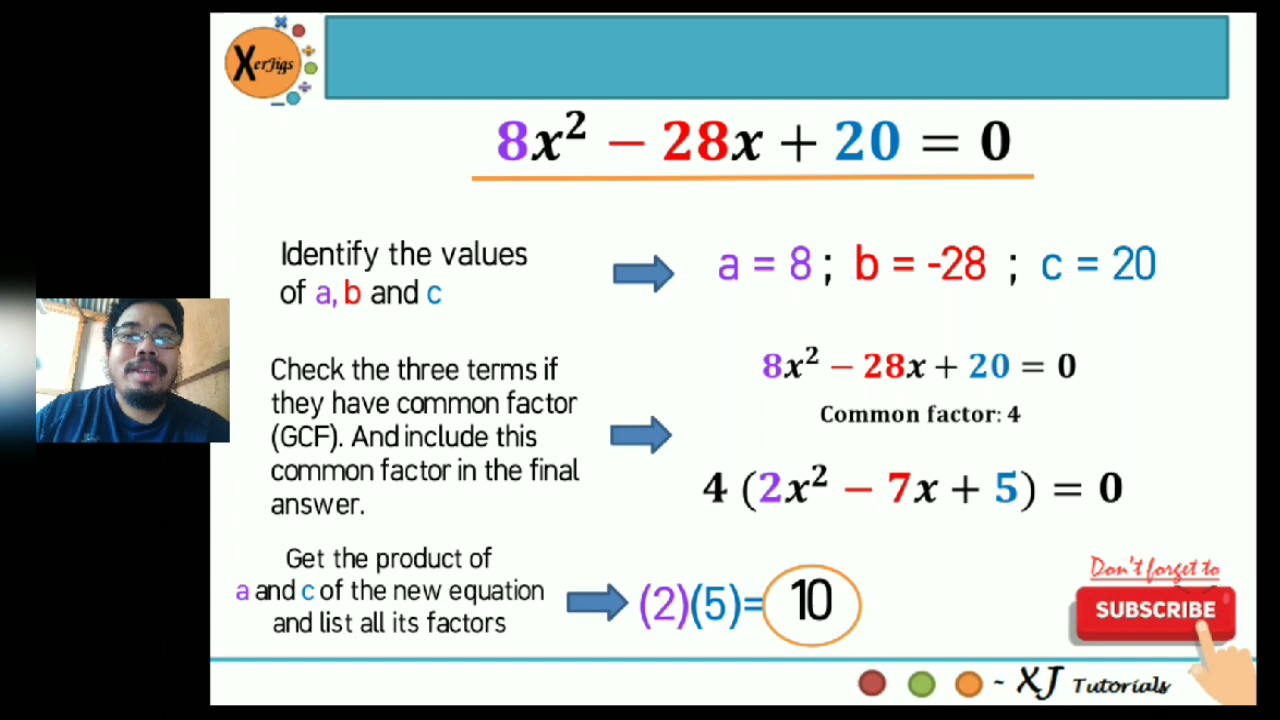 XerJigs
8x² − 28x + 20 = 0
Identify the values
of a, b and c
a = 8 ; b = -28 ; c = 20
Check the three terms if
they have common factor
(GCF). And include this
common factor in the final
answer.
8x² − 28x + 20 = 0
Common factor: 4
4 (2x² − 7x + 5) = 0
Get the product of
a and c of the new equation
and list all its factors
(2)(5)= 10
Don't forget to
SUBSCRIBE
~ XJ Tutorials